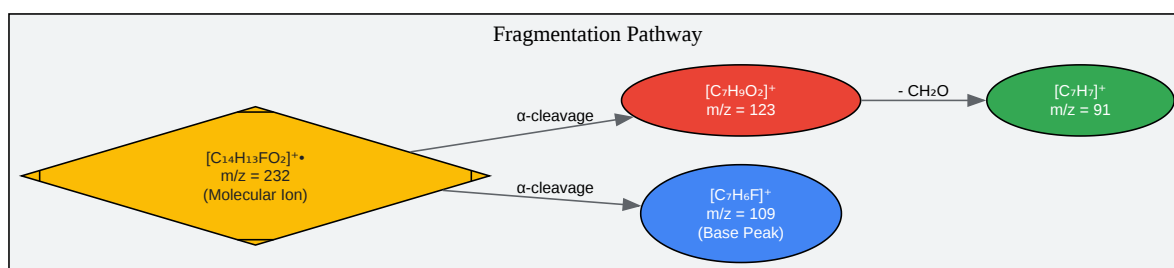 Fragmentation Pathway
[C₁₄H₁₃FO₂]⁺•
m/z = 232
(Molecular Ion)
α-cleavage
[C₇H₉O₂]⁺
m/z = 123
- CH₂O
[C₇H₇]⁺
m/z = 91
α-cleavage
[C₇H₆F]⁺
m/z = 109
(Base Peak)